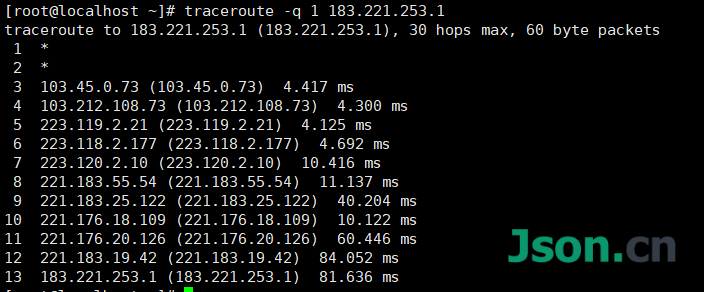 [root@localhost ~]# traceroute -q 1 183.221.253.1
traceroute to 183.221.253.1 (183.221.253.1), 30 hops max, 60 byte packets
1 *
2 *
3 103.45.0.73 (103.45.0.73) 4.417 ms
4 103.212.108.73 (103.212.108.73) 4.300 ms
5 223.119.2.21 (223.119.2.21) 4.125 ms
6 223.118.2.177 (223.118.2.177) 4.692 ms
7 223.120.2.10 (223.120.2.10) 10.416 ms
8 221.183.55.54 (221.183.55.54) 11.137 ms
9 221.183.25.122 (221.183.25.122) 40.204 ms
10 221.176.18.109 (221.176.18.109) 10.122 ms
11 221.176.20.126 (221.176.20.126) 60.446 ms
12 221.183.19.42 (221.183.19.42) 84.052 ms
13 183.221.253.1 (183.221.253.1) 81.636 ms
Json.cn